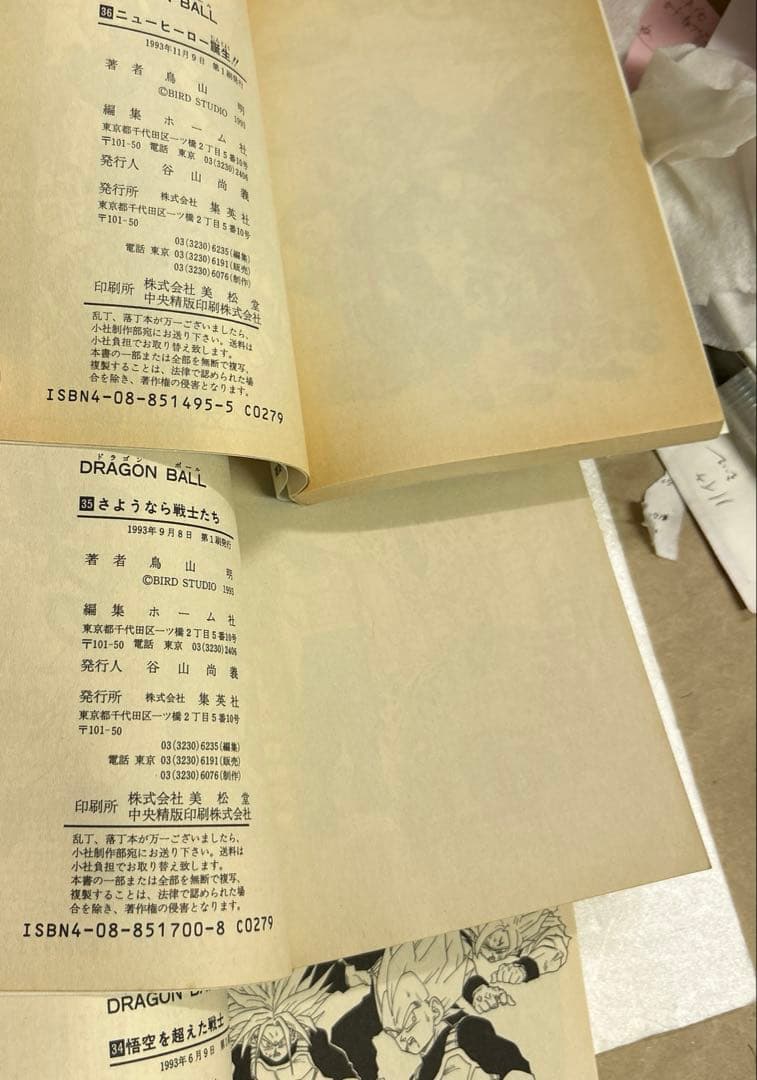 BALL
36 ニューヒーロー誕生!!
1993年11月9日 第1刷発行
著者 鳥山明
©BIRD STUDIO 1993
編集 ホーム社
東京都千代田区一ツ橋2丁目5番10号
〒101-50 電話 東京 03(3230)2406
発行人 谷山尚義
発行所 株式会社 集英社
東京都千代田区一ツ橋2丁目5番10号
〒101-50
03(3230)6235(編集)
電話 東京 03(3230)6191(販売)
03(3230)6076(制作)
印刷所 株式会社 美松堂
中央精版印刷株式会社
乱丁、落丁本が万一ございましたら、
小社制作部宛にお送り下さい。送料は
小社負担でお取り替え致します。
本書の一部または全部を無断で複写、
複製することは、法律で認められた場
合を除き、著作権の侵害となります。
ISBN4-08-851495-5 C0279
ドラゴン ボール
DRAGON BALL
35 さようなら戦士たち
1993年9月8日 第1刷発行
著者 鳥山明
©BIRD STUDIO 1993
編集 ホーム社
東京都千代田区一ツ橋2丁目5番10号
〒101-50 電話 東京 03(3230)2406
発行人 谷山尚義
発行所 株式会社 集英社
東京都千代田区一ツ橋2丁目5番10号
〒101-50
03(3230)6235(編集)
電話 東京 03(3230)6191(販売)
03(3230)6076(制作)
印刷所 株式会社 美松堂
中央精版印刷株式会社
乱丁、落丁本が万一ございましたら、
小社制作部宛にお送り下さい。送料は
小社負担でお取り替え致します。
本書の一部または全部を無断で複写、
複製することは、法律で認められた場
合を除き、著作権の侵害となります。
ISBN4-08-851700-8 C0279
DRAGON
34 悟空を超えた戦士
1993年6月9日 第